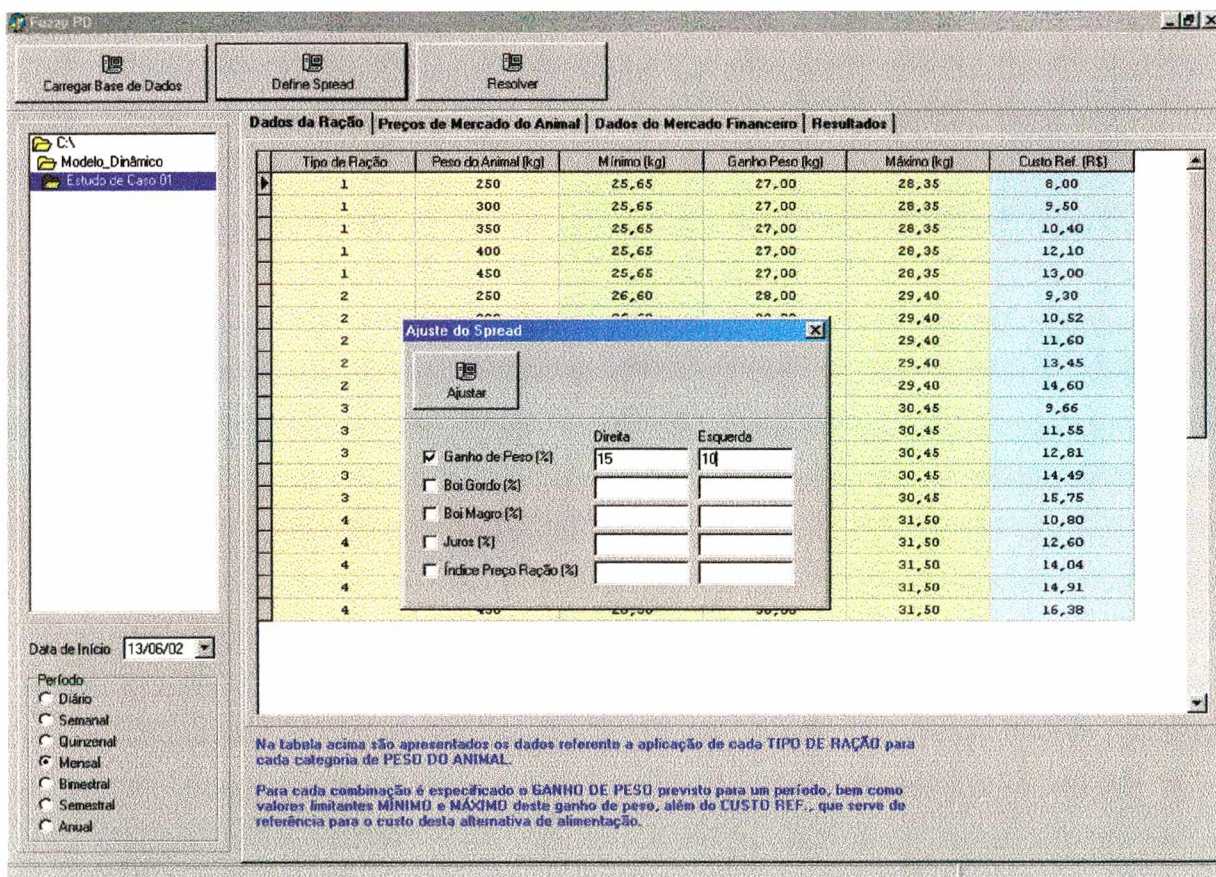 Fuzzy PD
Carregar Base de Dados
Define Spread
Resolver
C:\
Modelo_Dinâmico
Estudo de Caso 01
Dados da Ração Preços de Mercado do Animal Dados do Mercado Financeiro Resultados
Tipo de Ração Peso do Animal (kg) Mínimo (kg) Ganho Peso (kg) Máximo (kg) Custo Ref. (R$)
1 250 25,65 27,00 28,35 8,00
1 300 25,65 27,00 28,35 9,50
1 350 25,65 27,00 28,35 10,40
1 400 25,65 27,00 28,35 12,10
1 450 25,65 27,00 28,35 13,00
2 250 26,60 28,00 29,40 9,30
2 29,40 10,52
2 29,40 11,60
2 29,40 13,45
2 29,40 14,60
3 30,45 9,66
3 30,45 11,55
3 30,45 12,81
3 30,45 14,49
3 30,45 15,75
4 31,50 10,80
4 31,50 12,60
4 31,50 14,04
4 31,50 14,91
4 31,50 16,38
Ajuste do Spread
Ajustar
Direita Esquerda
Ganho de Peso (%) 15 10
Boi Gordo (%)
Boi Magro (%)
Juros (%)
Índice Preço Ração (%)
Data de Início 13/06/02
Período
Diário
Semanal
Quinzenal
Mensal
Bimestral
Semestral
Anual
Na tabela acima são apresentados os dados referente a aplicação de cada TIPO DE RAÇÃO para
cada categoria de PESO DO ANIMAL.
Para cada combinação é especificado o GANHO DE PESO previsto para um período, bem como
valores limitantes MÍNIMO e MÁXIMO deste ganho de peso, além do CUSTO REF., que serve de
referência para o custo desta alternativa de alimentação.